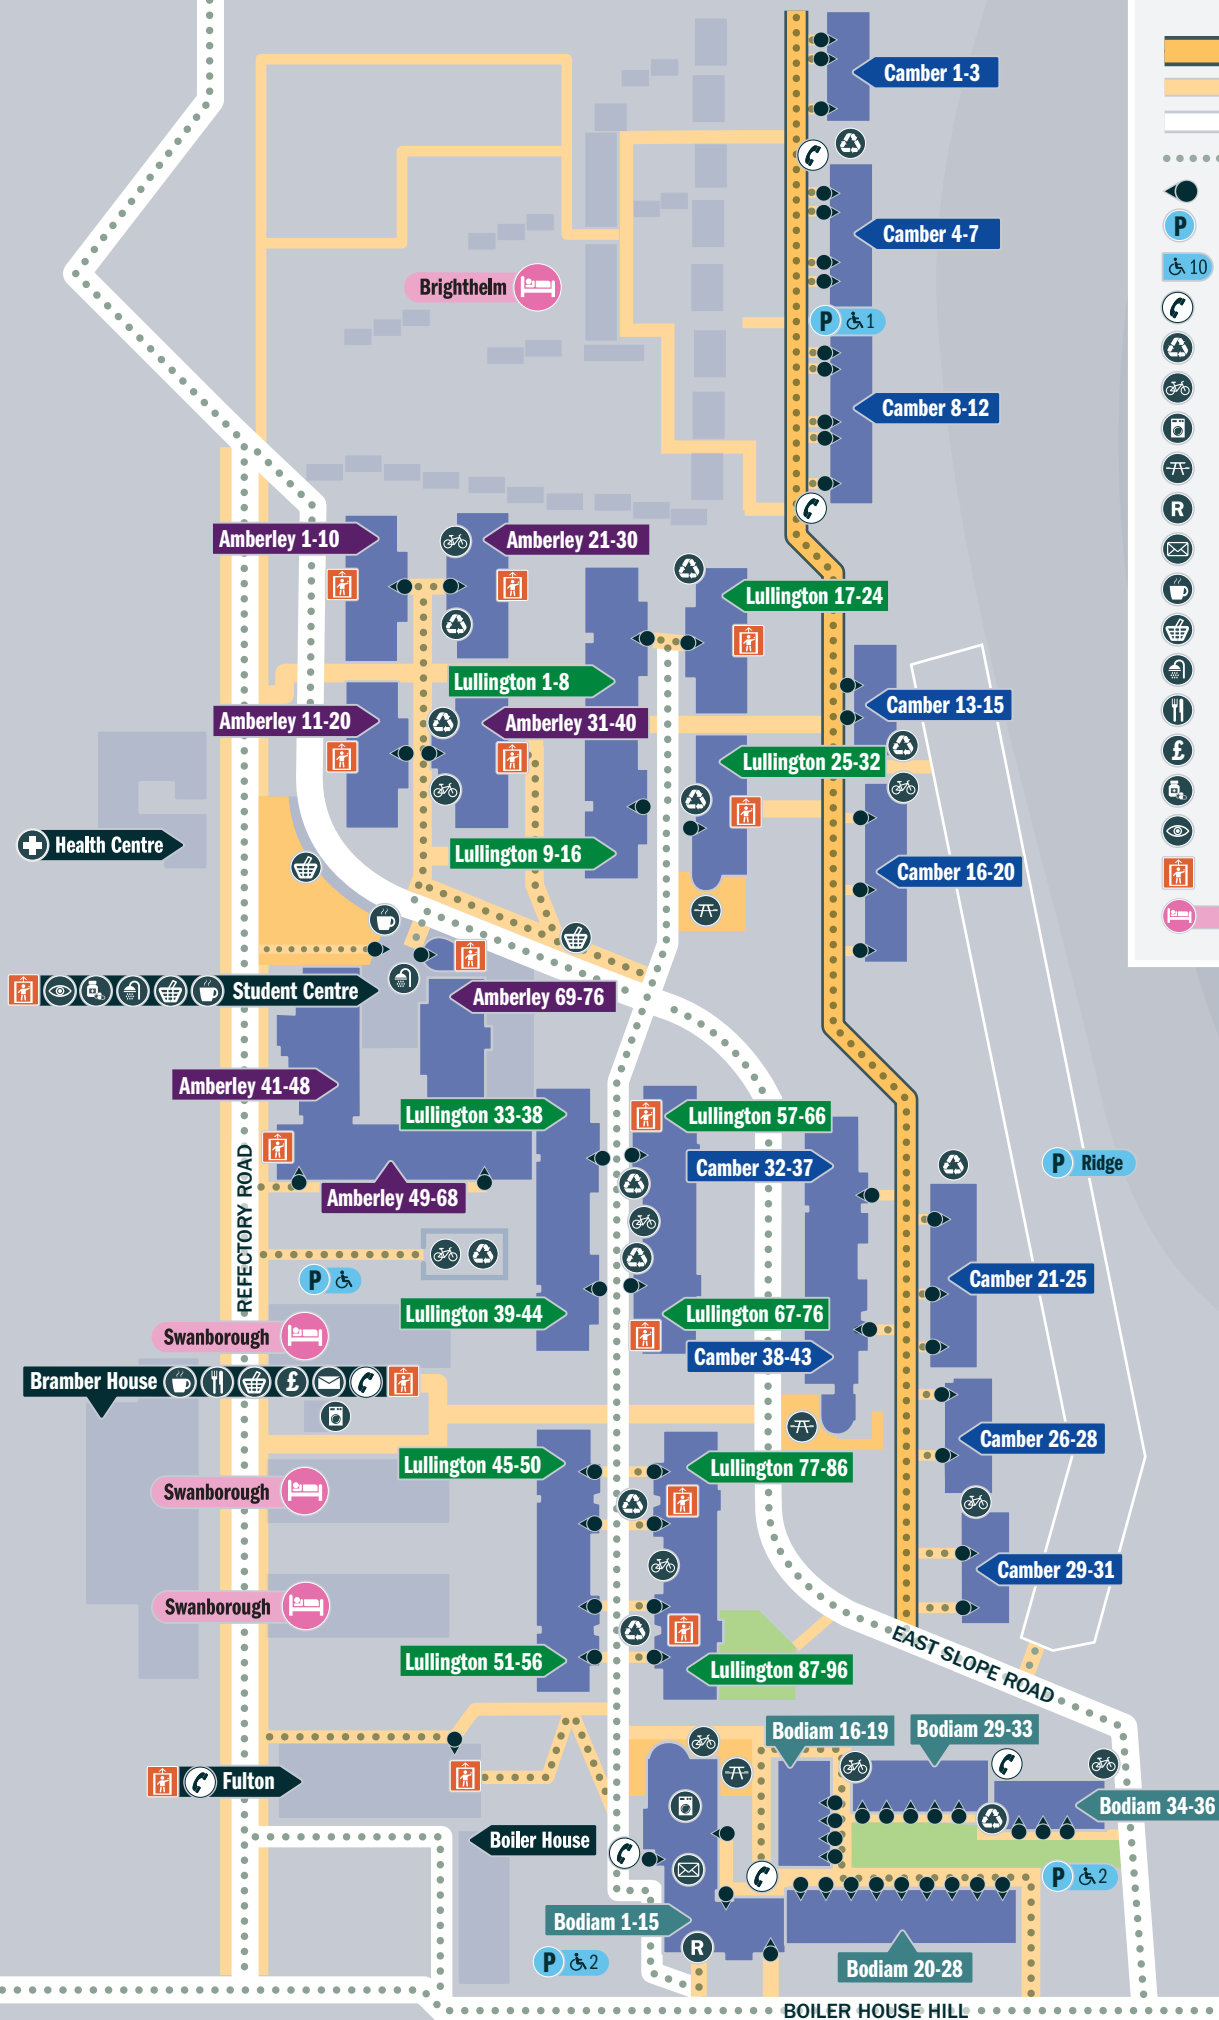 Camber 1-3
Camber 4-7
P
10
Brighthelm
P 1
Camber 8-12
R
Amberley 1-10
Amberley 21-30
Lullington 17-24
Lullington 1-8
Camber 13-15
Amberley 11-20
Amberley 31-40
Lullington 25-32
£
Health Centre
Lullington 9-16
Camber 16-20
Student Centre
Amberley 69-76
Amberley 41-48
Lullington 33-38
Lullington 57-66
Camber 32-37
P Ridge
Amberley 49-68
REFECTORY ROAD
P
Camber 21-25
Lullington 39-44
Lullington 67-76
Swanborough
Camber 38-43
Bramber House £
Camber 26-28
Lullington 45-50
Lullington 77-86
Swanborough
Camber 29-31
Swanborough
EAST SLOPE ROAD
Lullington 51-56
Lullington 87-96
Bodiam 16-19
Bodiam 29-33
Fulton
Bodiam 34-36
Boiler House
P 2
Bodiam 1-15
R
P 2
Bodiam 20-28
BOILER HOUSE HILL